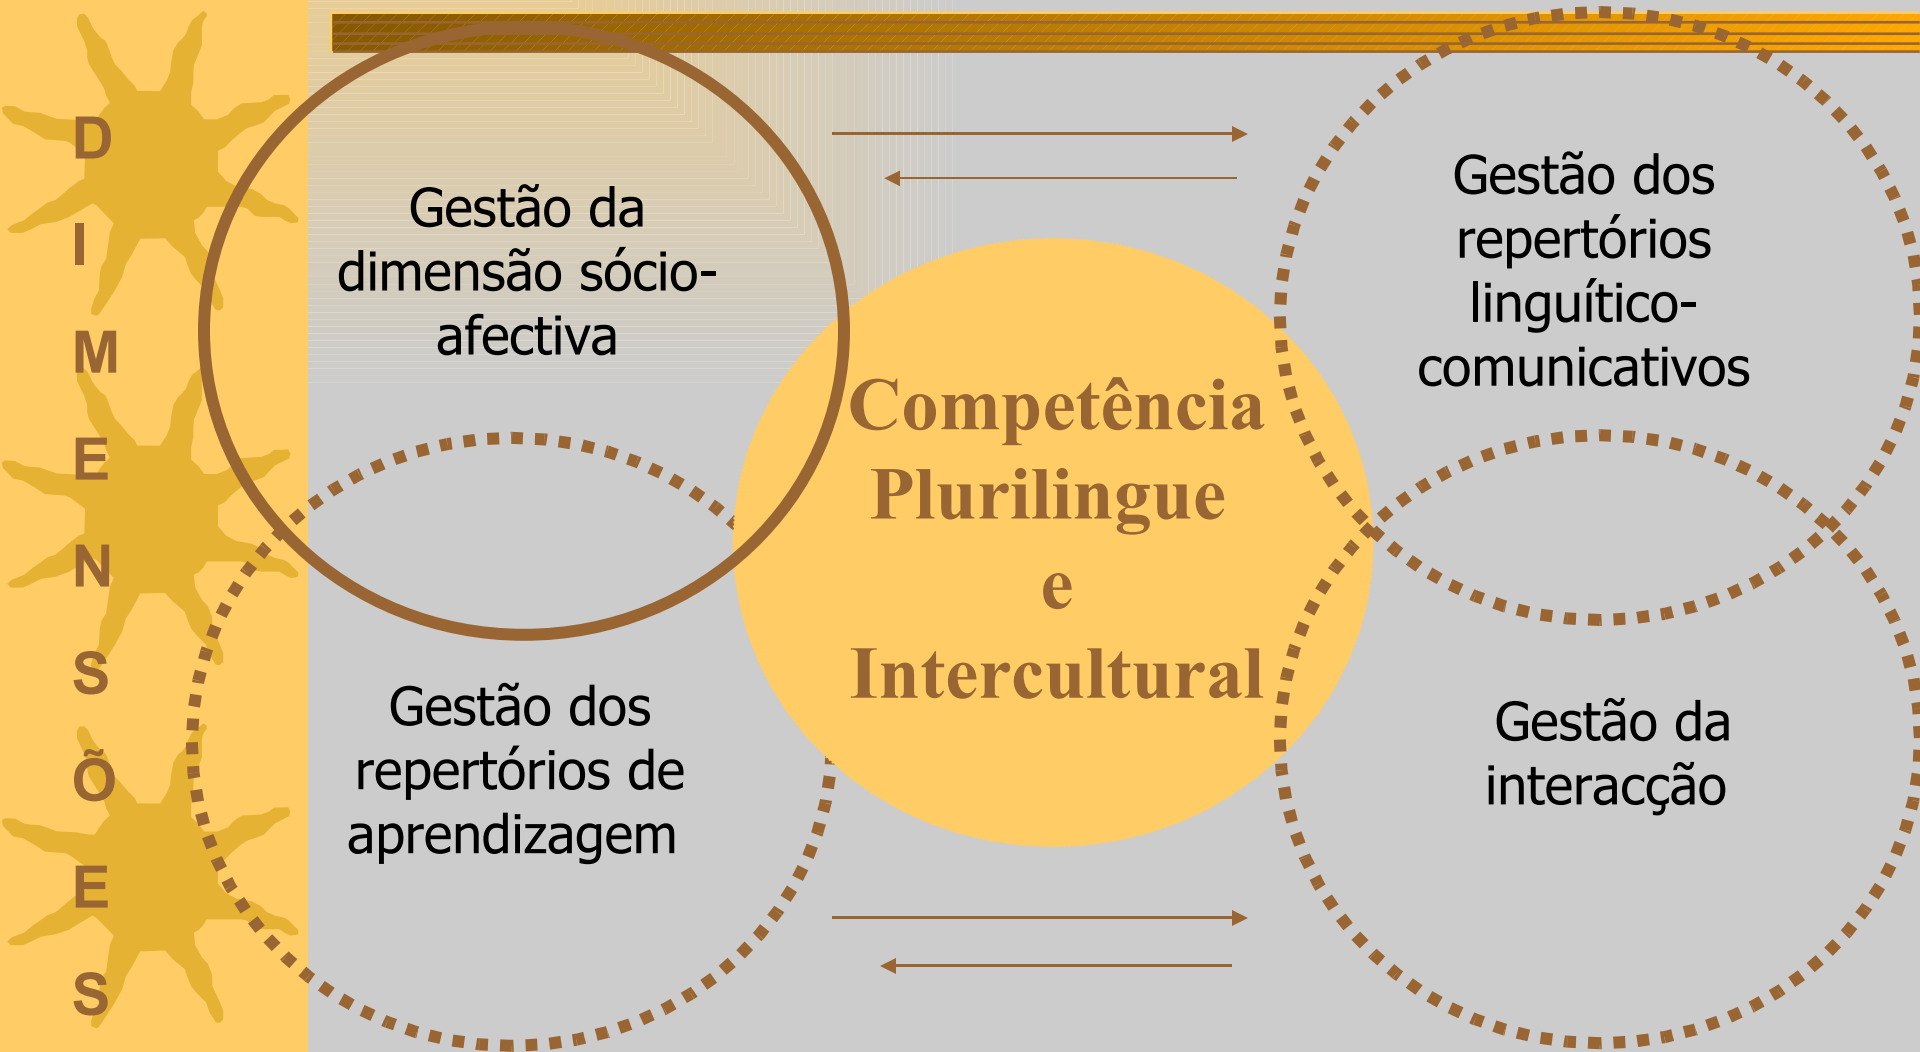 D
I
M
E
N
S
Õ
E
S
Gestão da
dimensão sócio-
afectiva
Gestão dos
repertórios
linguítico-
comunicativos
Competência
Plurilingue
e
Intercultural
Gestão dos
repertórios de
aprendizagem
Gestão da
interacção